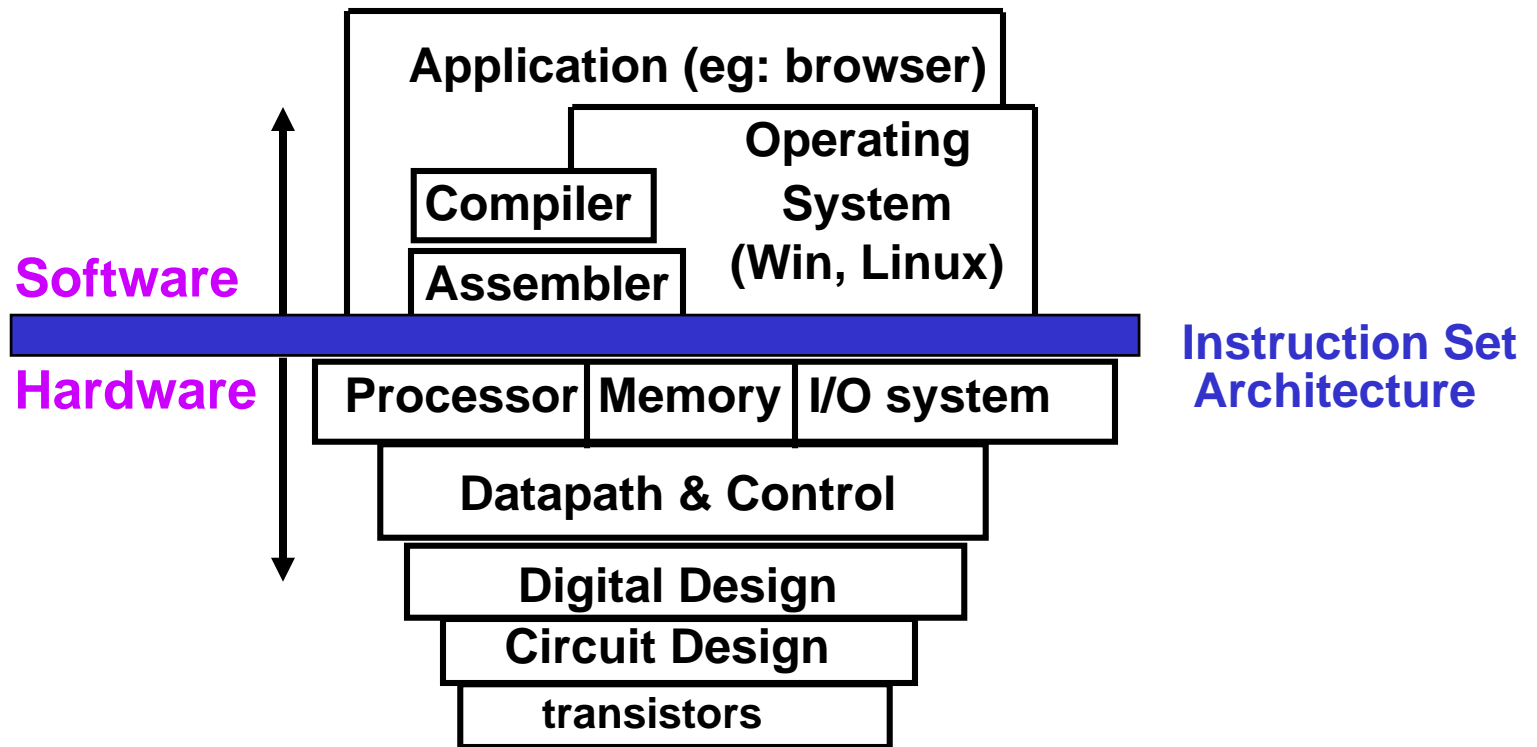 Application (eg: browser)
Operating
System
(Win, Linux)
Compiler
Assembler
Software
Hardware
Instruction Set
Architecture
Processor
Memory
I/O system
Datapath & Control
Digital Design
Circuit Design
transistors